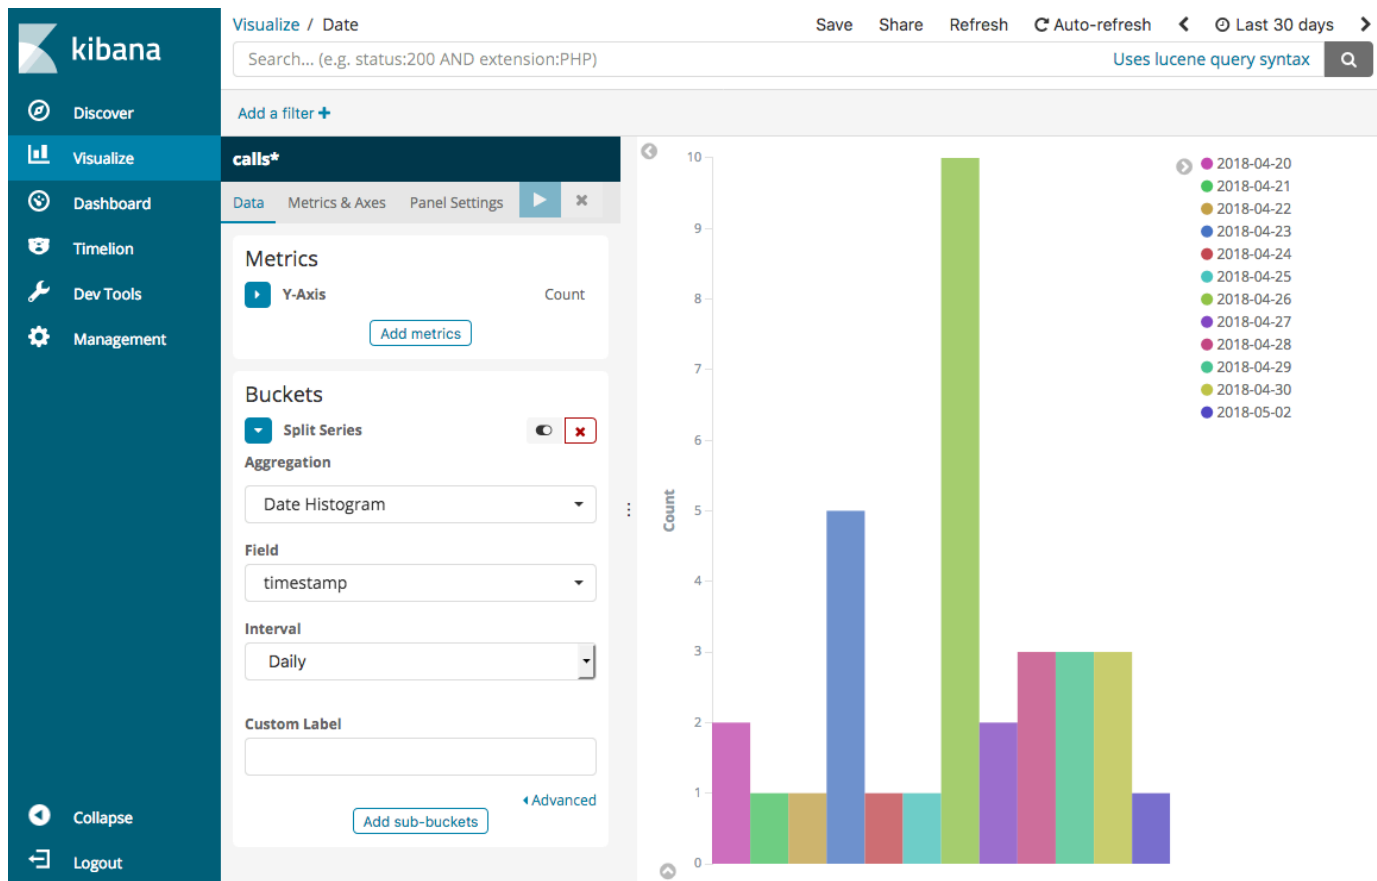 kibana
Discover
Visualize
Dashboard
Timelion
Dev Tools
Management
Collapse
Logout
Visualize / Date
Save Share Refresh Auto-refresh Last 30 days
Search... (e.g. status:200 AND extension:PHP) Uses lucene query syntax
Add a filter +
calls*
Data Metrics & Axes Panel Settings
Metrics
Y-Axis Count
Add metrics
Buckets
Split Series
Aggregation
Date Histogram
Field
timestamp
Interval
Daily
Custom Label
Advanced
Add sub-buckets
Count
10
9
8
7
6
5
4
3
2
1
0
2018-04-20
2018-04-21
2018-04-22
2018-04-23
2018-04-24
2018-04-25
2018-04-26
2018-04-27
2018-04-28
2018-04-29
2018-04-30
2018-05-02